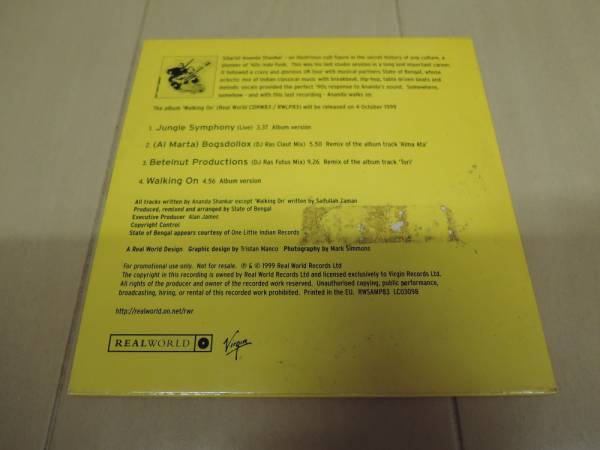 Sitarist Ananda Shankar - an illustrious cult figure in the secret history of pop culture, a
pioneer of '60s Indo-funk. This was his last studio session in a long and important career.
It followed a crazy and glorious UK tour with musical partners State of Bengal, whose
eclectic mix of Indian classical music with breakbeat, hip-hop, table driven beats and
melodic vocals provided the perfect '90s response to Ananda's sound. Somewhere,
somehow - and with this last recording - Ananda walks on.
The album 'Walking On' (Real World CDRW83 / RWLP83) will be released on 4 October 1999
1. Jungle Symphony (Live) 3.37 Album version
2. (Al Marta) Boqsdollox (DJ Ras Claut Mix) 5.50 Remix of the album track 'Alma Ata'
3. Betelnut Productions (DJ Ras Futus Mix) 9.26 Remix of the album track 'Tori'
4. Walking On 4.56 Album version
All tracks written by Ananda Shankar except 'Walking On' written by Saifullah Zaman
Produced, remixed and arranged by State of Bengal
Executive Producer Alan James
Copyright Control
State of Bengal appears courtesy of One Little Indian Records
A Real World Design Graphic design by Tristan Manco Photography by Mark Simmons
For promotional use only. Not for resale. ℗ & © 1999 Real World Records Ltd
The copyright in this recording is owned by Real World Records Ltd and licensed exclusively to Virgin Records Ltd.
All rights of the producer and owner of the recorded work reserved. Unauthorised copying, public performance,
broadcasting, hiring, or rental of this recorded work prohibited. Printed in the EU. RWSAMP83 LC03098
http://realworld.on.net/rwr
REALWORLD
Virgin